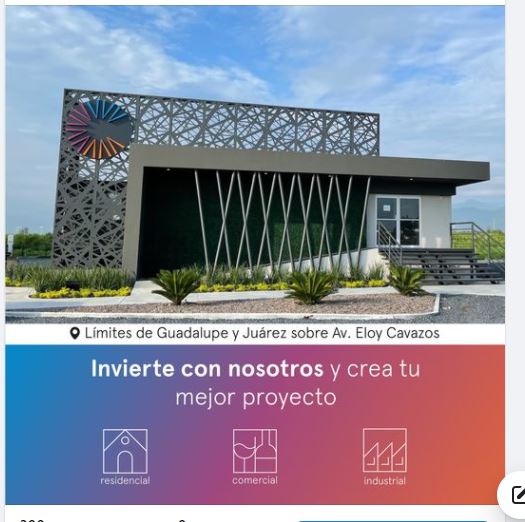 Límites de Guadalupe y Juárez sobre Av. Eloy Cavazos
Invierte con nosotros y crea tu
mejor proyecto
residencial
comercial
industrial